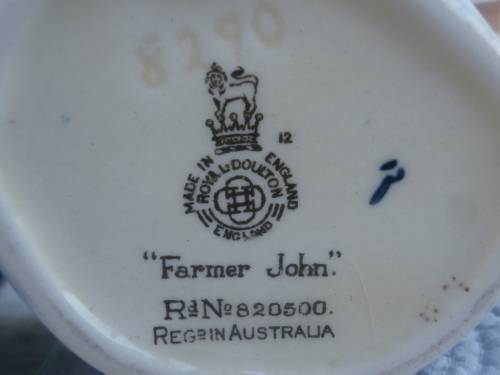 8290
12
MADE IN ENGLAND
ROYAL DOULTON
ENGLAND
"Farmer John".
Rd No 820500.
REGD IN AUSTRALIA